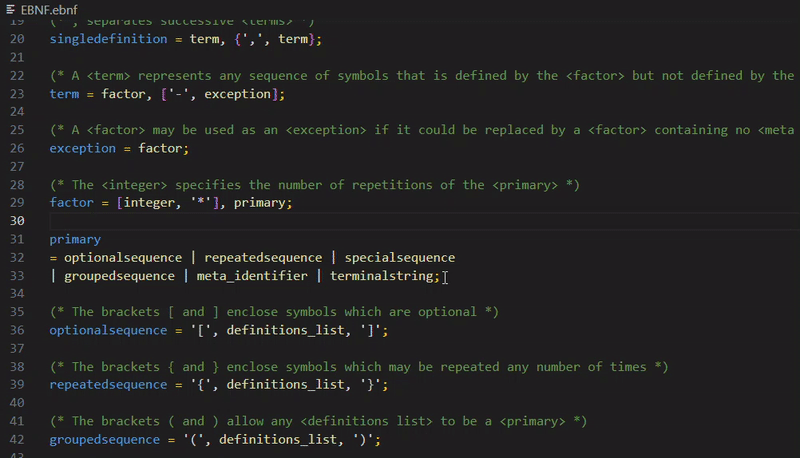 EBNF.ebnf
19 (* , separates successive <terms> *)
20 singledefinition = term, {',', term};
21
22 (* A <term> represents any sequence of symbols that is defined by the <factor> but not defined by the
23 term = factor, ['-', exception];
24
25 (* A <factor> may be used as an <exception> if it could be replaced by a <factor> containing no <meta
26 exception = factor;
27
28 (* The <integer> specifies the number of repetitions of the <primary> *)
29 factor = [integer, '*'], primary;
30
31 primary
32 = optionalsequence | repeatedsequence | specialsequence
33 | groupedsequence | meta_identifier | terminalstring;
34
35 (* The brackets [ and ] enclose symbols which are optional *)
36 optionalsequence = '[', definitions_list, ']';
37
38 (* The brackets { and } enclose symbols which may be repeated any number of times *)
39 repeatedsequence = '{', definitions_list, '}';
40
41 (* The brackets ( and ) allow any <definitions list> to be a <primary> *)
42 groupedsequence = '(', definitions_list, ')';
43